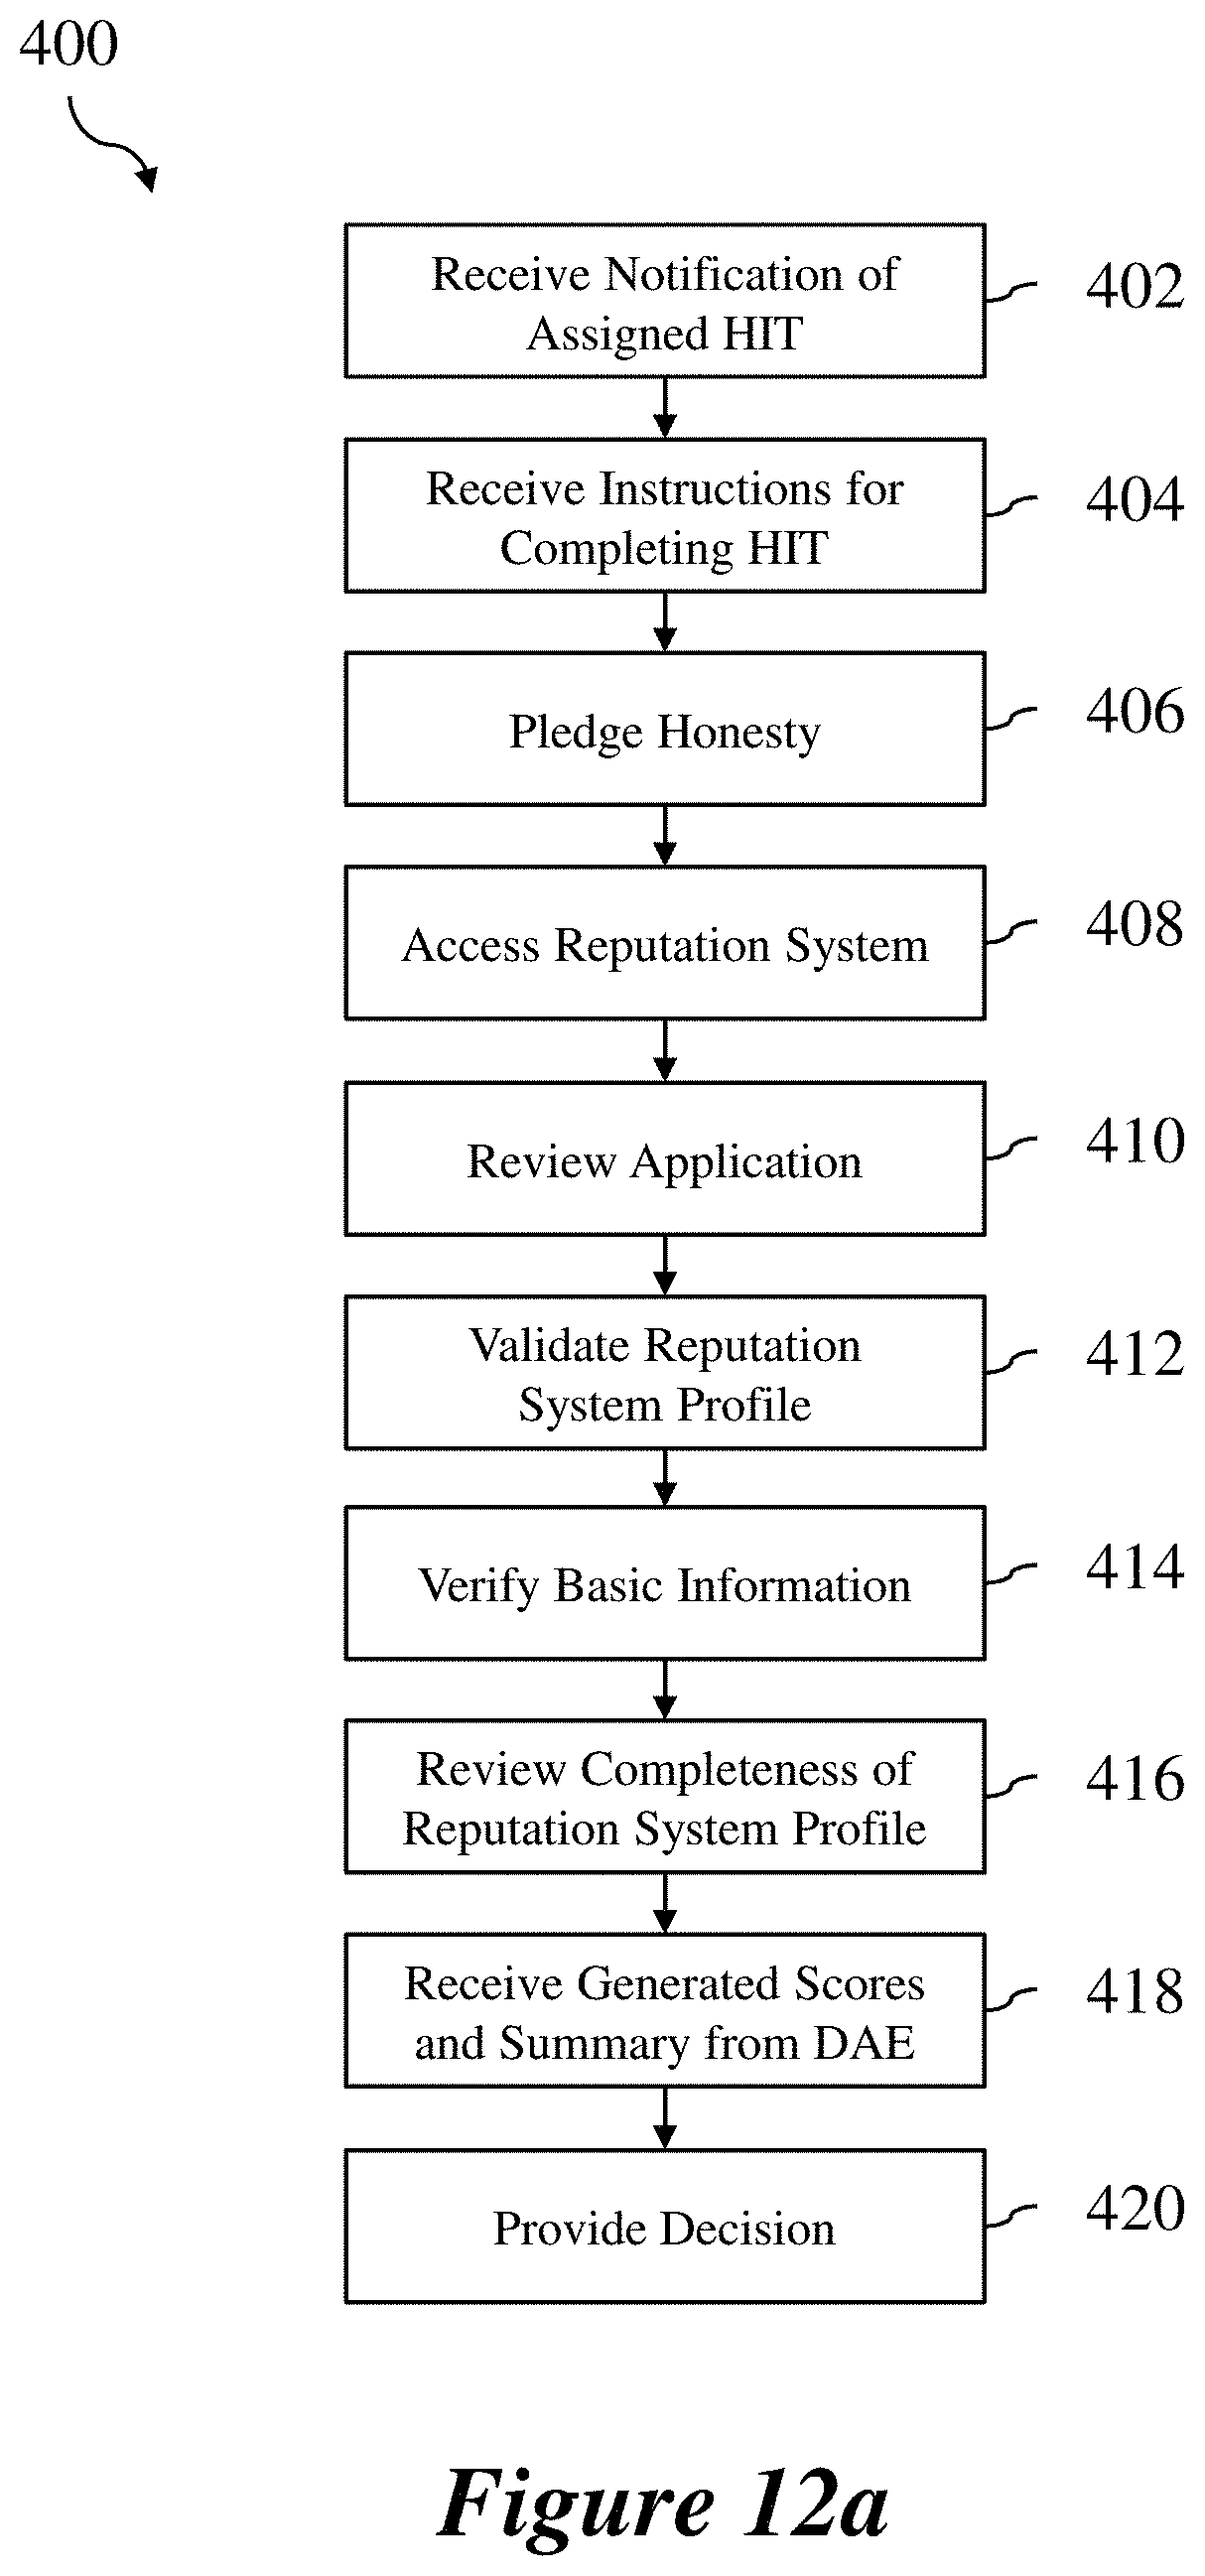 400
Receive Notification of
Assigned HIT
402
Receive Instructions for
Completing HIT
404
Pledge Honesty
406
Access Reputation System
408
Review Application
410
Validate Reputation
System Profile
412
Verify Basic Information
414
Review Completeness of
Reputation System Profile
416
Receive Generated Scores
and Summary from DAE
418
Provide Decision
420
Figure 12a